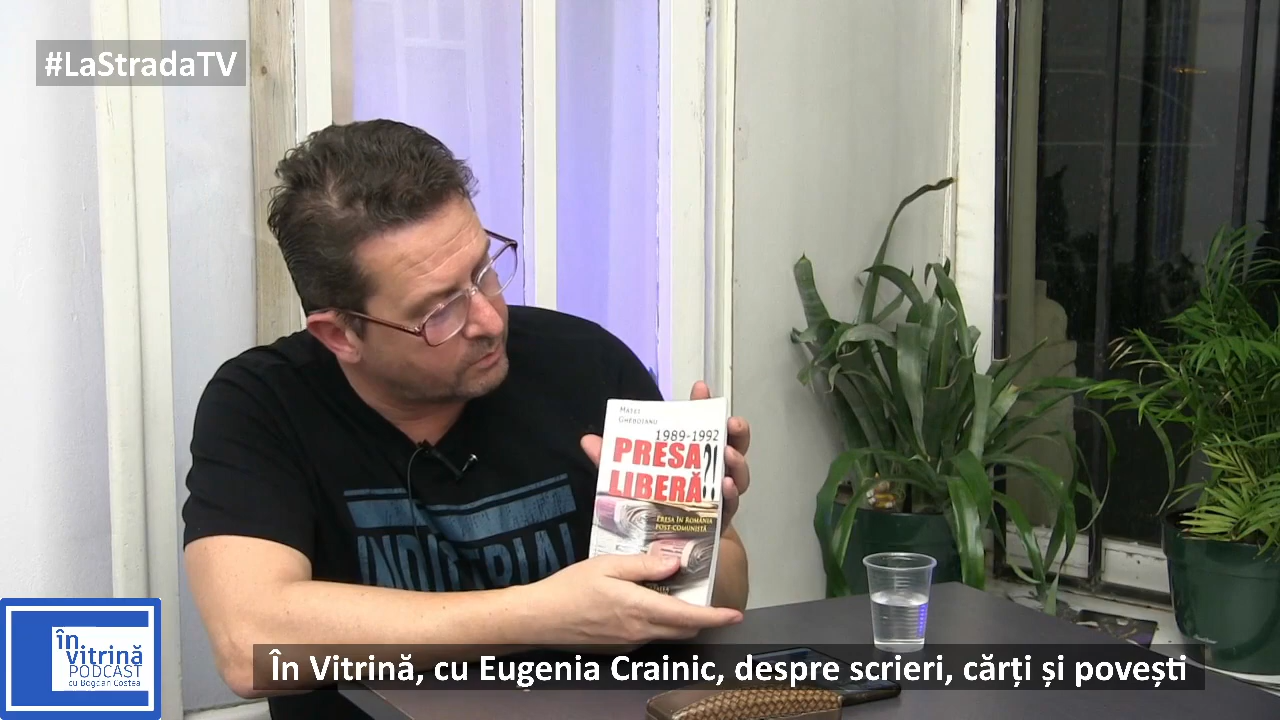 #LaStradaTV
MATEI
GHEBOIANU
1989-1992
PRESA
LIBERĂ
?!
PRESA ÎN ROMÂNIA
POST-COMUNISTĂ
INDUSTRIAL
în
vitrină
PODCAST
cu Bogdan Costea
În Vitrină, cu Eugenia Crainic, despre scrieri, cărți și povești